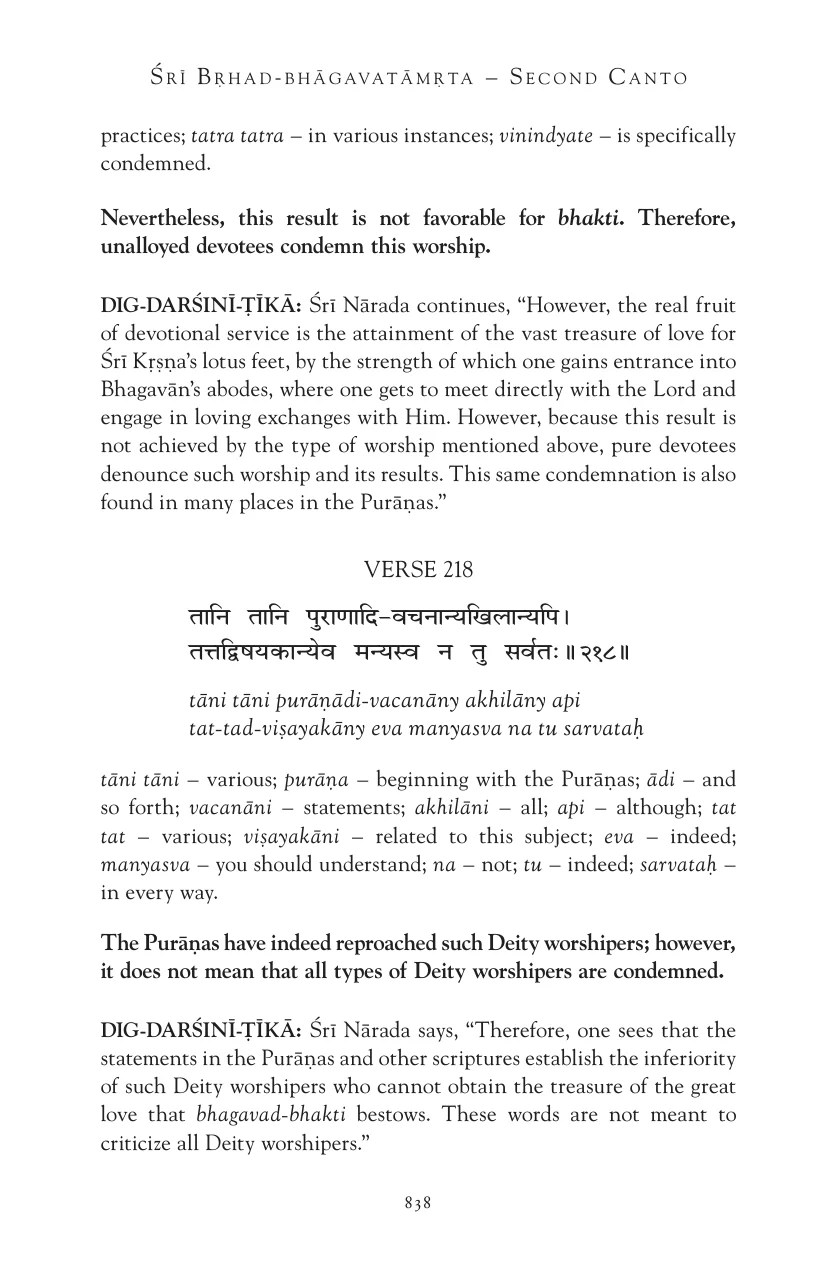 Śrī Bṛhad-bhāgavatāmṛta – Second Canto
practices; tatra tatra – in various instances; vinindyate – is specifically
condemned.
Nevertheless, this result is not favorable for bhakti. Therefore,
unalloyed devotees condemn this worship.
DIG-DARŚINĪ-ṬĪKĀ: Śrī Nārada continues, “However, the real fruit
of devotional service is the attainment of the vast treasure of love for
Śrī Kṛṣṇa’s lotus feet, by the strength of which one gains entrance into
Bhagavān’s abodes, where one gets to meet directly with the Lord and
engage in loving exchanges with Him. However, because this result is
not achieved by the type of worship mentioned above, pure devotees
denounce such worship and its results. This same condemnation is also
found in many places in the Purāṇas.”
VERSE 218
तानि तानि पुराणादि–वचनान्यखिलान्यपि।
तत्तद्विषयकान्येव मन्यस्व न तु सर्वतः॥२१८॥
tāni tāni purāṇādi-vacanāny akhilāny api
tat-tad-viṣayakāny eva manyasva na tu sarvataḥ
tāni tāni – various; purāṇa – beginning with the Purāṇas; ādi – and
so forth; vacanāni – statements; akhilāni – all; api – although; tat
tat – various; viṣayakāni – related to this subject; eva – indeed;
manyasva – you should understand; na – not; tu – indeed; sarvataḥ –
in every way.
The Purāṇas have indeed reproached such Deity worshipers; however,
it does not mean that all types of Deity worshipers are condemned.
DIG-DARŚINĪ-ṬĪKĀ: Śrī Nārada says, “Therefore, one sees that the
statements in the Purāṇas and other scriptures establish the inferiority
of such Deity worshipers who cannot obtain the treasure of the great
love that bhagavad-bhakti bestows. These words are not meant to
criticize all Deity worshipers.”
838